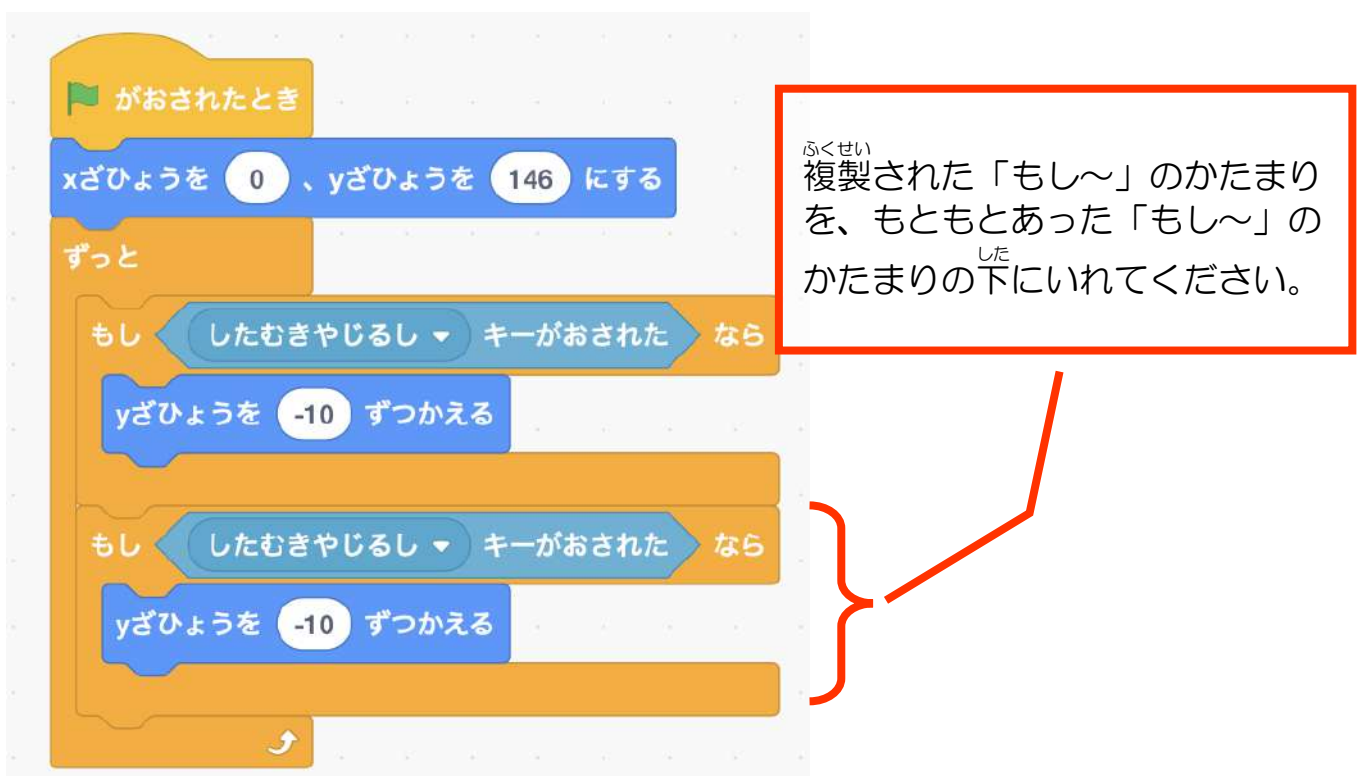 がおされたとき
xざひょうを 0 、yざひょうを 146 にする
ずっと
もし したむきやじるし キーがおされた なら
yざひょうを -10 ずつかえる
もし したむきやじるし キーがおされた なら
yざひょうを -10 ずつかえる
ふくせい
複製された「もし～」のかたまり
を、もともとあった「もし～」の
した
かたまりの下にいれてください。